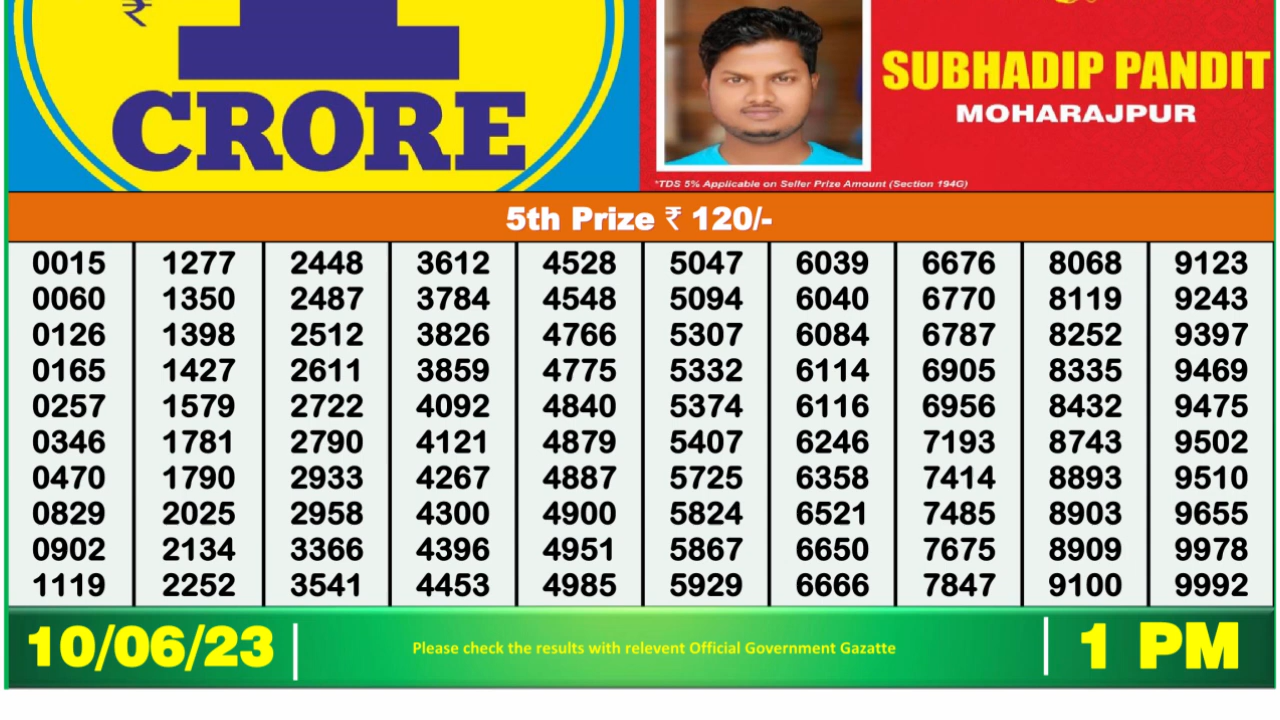 ₹ 1
CRORE
SUBHADIP PANDIT
MOHARAJPUR
*TDS 5% Applicable on Seller Prize Amount (Section 194G)
5th Prize ₹ 120/-
0015 1277 2448 3612 4528 5047 6039 6676 8068 9123
0060 1350 2487 3784 4548 5094 6040 6770 8119 9243
0126 1398 2512 3826 4766 5307 6084 6787 8252 9397
0165 1427 2611 3859 4775 5332 6114 6905 8335 9469
0257 1579 2722 4092 4840 5374 6116 6956 8432 9475
0346 1781 2790 4121 4879 5407 6246 7193 8743 9502
0470 1790 2933 4267 4887 5725 6358 7414 8893 9510
0829 2025 2958 4300 4900 5824 6521 7485 8903 9655
0902 2134 3366 4396 4951 5867 6650 7675 8909 9978
1119 2252 3541 4453 4985 5929 6666 7847 9100 9992
10/06/23
Please check the results with relevent Official Government Gazatte
1 PM